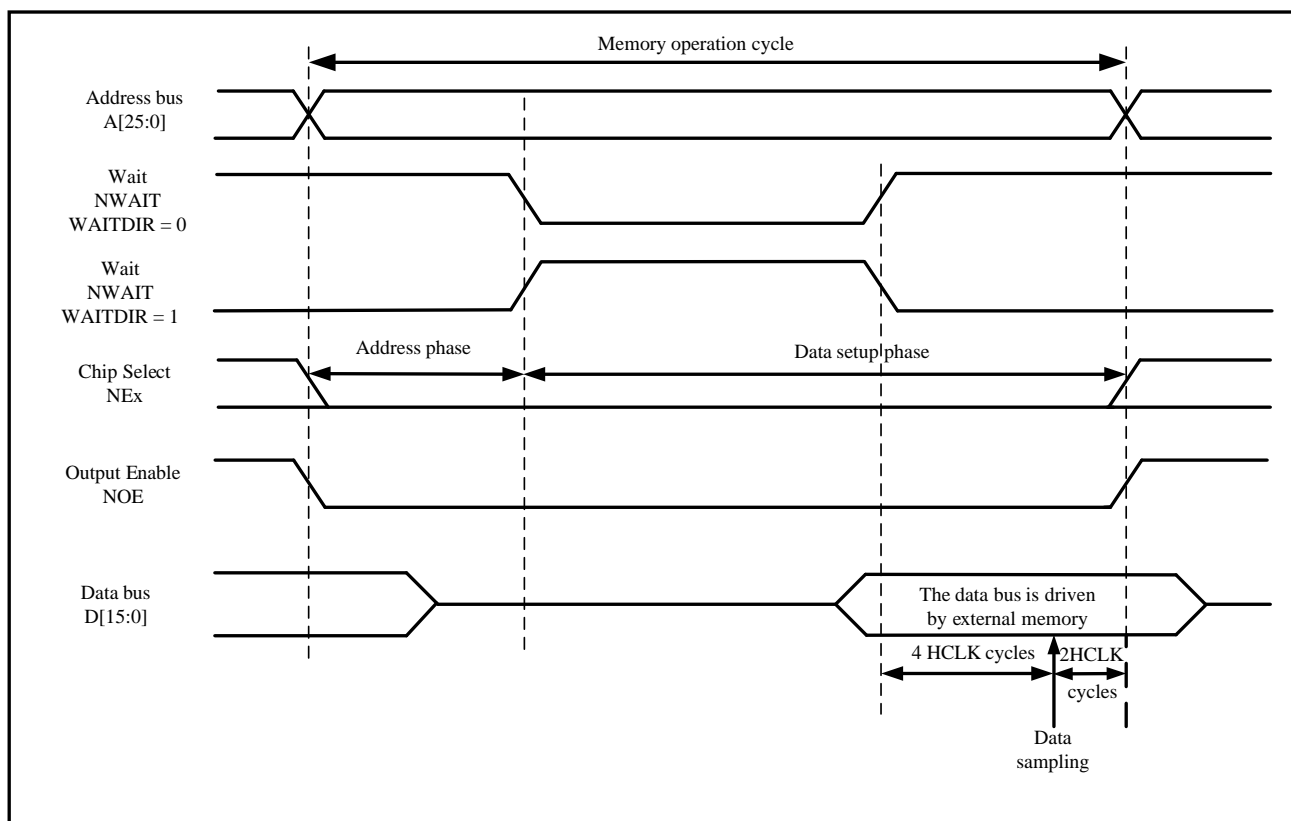 Memory operation cycle
Address bus
A[25:0]
Wait
NWAIT
WAITDIR = 0
Wait
NWAIT
WAITDIR = 1
Address phase
Data setup phase
Chip Select
NEx
Output Enable
NOE
Data bus
D[15:0]
The data bus is driven
by external memory
4 HCLK cycles
2HCLK
cycles
Data
sampling